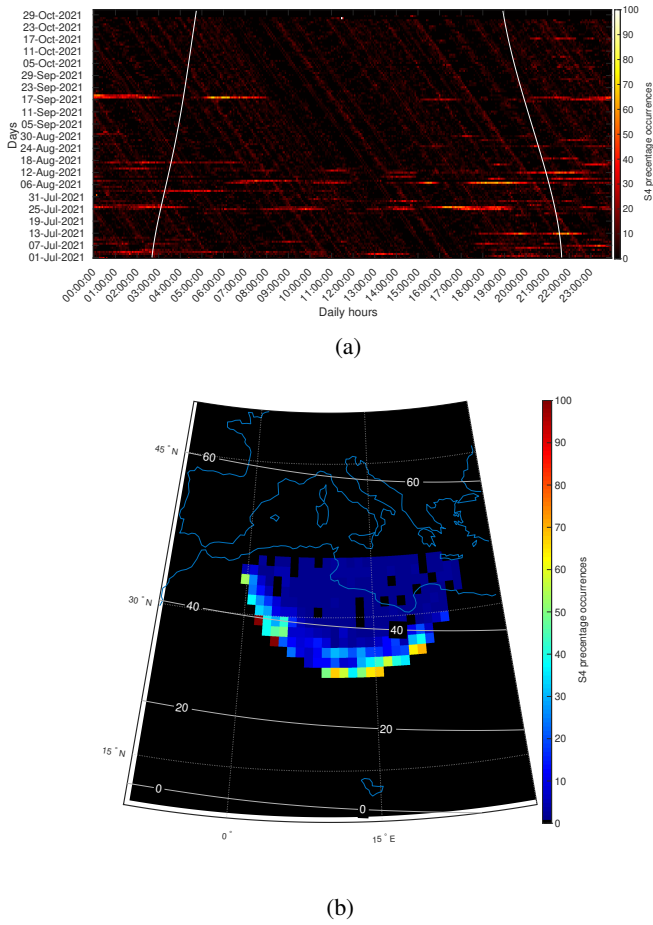 29-Oct-2021
23-Oct-2021
17-Oct-2021
11-Oct-2021
05-Oct-2021
29-Sep-2021
23-Sep-2021
17-Sep-2021
11-Sep-2021
05-Sep-2021
30-Aug-2021
24-Aug-2021
18-Aug-2021
12-Aug-2021
06-Aug-2021
31-Jul-2021
25-Jul-2021
19-Jul-2021
13-Jul-2021
07-Jul-2021
01-Jul-2021
Days
00:00:00
01:00:00
02:00:00
03:00:00
04:00:00
05:00:00
06:00:00
07:00:00
08:00:00
09:00:00
10:00:00
11:00:00
12:00:00
13:00:00
14:00:00
15:00:00
16:00:00
17:00:00
18:00:00
19:00:00
20:00:00
21:00:00
22:00:00
23:00:00
Daily hours
100
90
80
70
60
50
40
30
20
10
0
S4 precentage occurrences
(a)
45°N
30°N
15°N
0°
15°E
60
60
40
40
20
20
0
0
100
90
80
70
60
50
40
30
20
10
0
S4 precentage occurrences
(b)